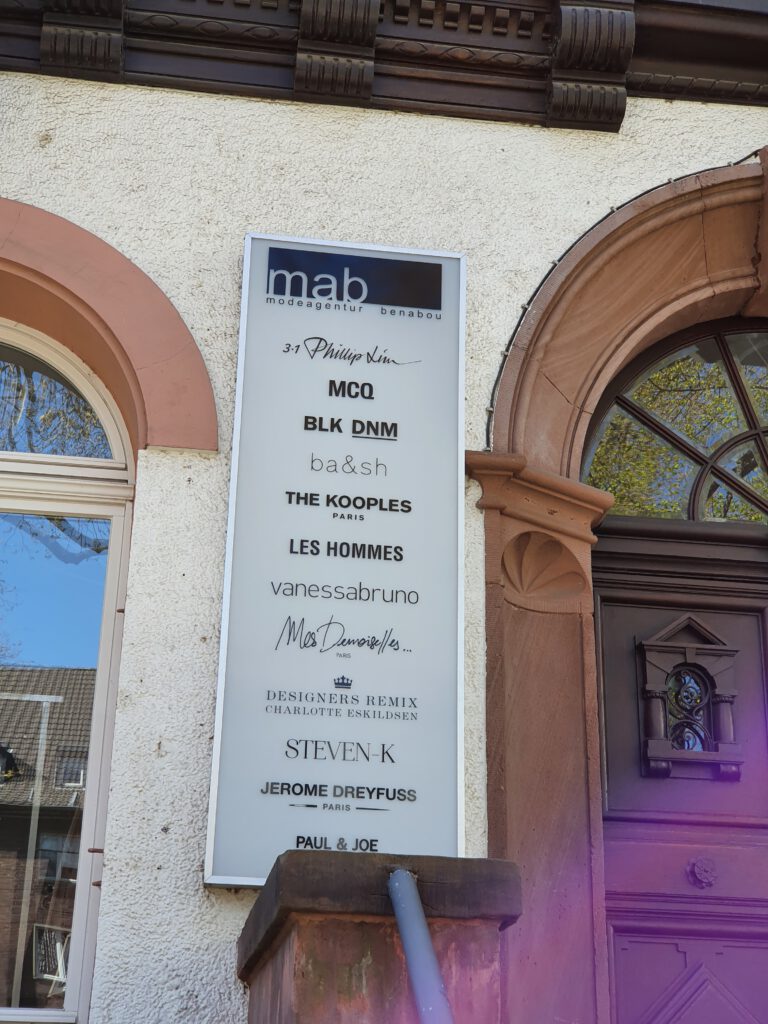 mab
modeagentur benabou
3.1 Phillip Lim
MCQ
BLK DNM
ba&sh
THE KOOPLES
PARIS
LES HOMMES
vanessabruno
Mes Demoiselles...
PARIS
DESIGNERS REMIX
CHARLOTTE ESKILDSEN
STEVEN-K
JEROME DREYFUSS
PARIS
PAUL & JOE